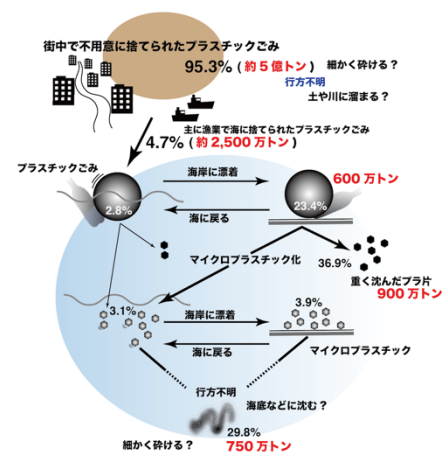 街中で不用意に捨てられたプラスチックごみ
95.3% (約5億トン)
細かく砕ける？
行方不明
土や川に溜まる？
主に漁業で海に捨てられたプラスチックごみ
4.7% (約2,500万トン)
プラスチックごみ
海岸に漂着
600万トン
2.8%
23.4%
海に戻る
マイクロプラスチック化
36.9%
重く沈んだプラ片
900万トン
3.1%
3.9%
海岸に漂着
海に戻る
マイクロプラスチック
行方不明
海底などに沈む？
29.8%
細かく砕ける？
750万トン